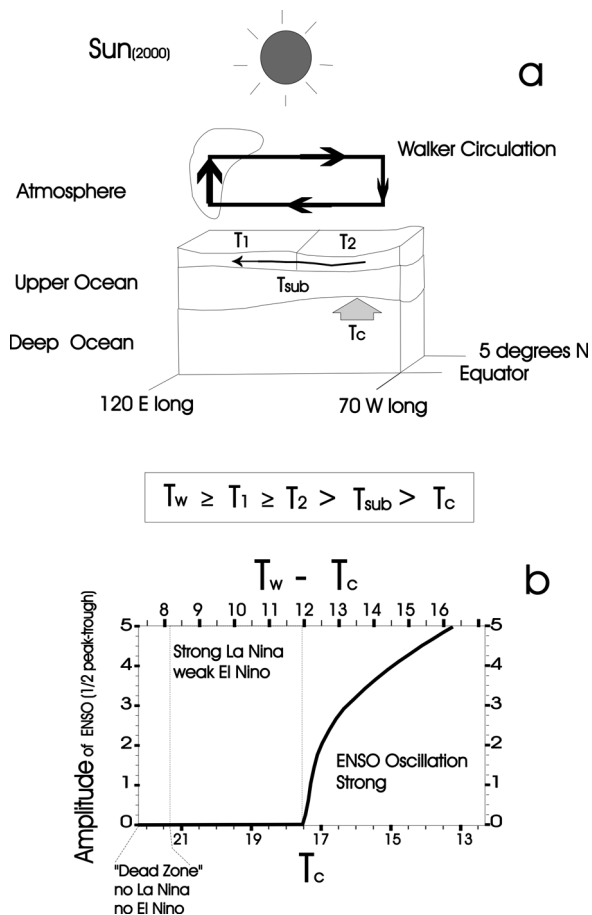 Sun(2000)
a
Walker Circulation
Atmosphere
T1 T2
Upper Ocean
Tsub
Deep Ocean
Tc
5 degrees N
Equator
120 E long 70 W long
Tw ≥ T1 ≥ T2 > Tsub > Tc
b
Tw - Tc
8 9 10 11 12 13 14 15 16
Amplitude of ENSO (1/2 peak-trough)
5 5
4 4
3 3
2 2
1 1
0 0
Strong La Nina
weak El Nino
ENSO Oscillation
Strong
21 19 17 15 13
Tc
"Dead Zone"
no La Nina
no El Nino